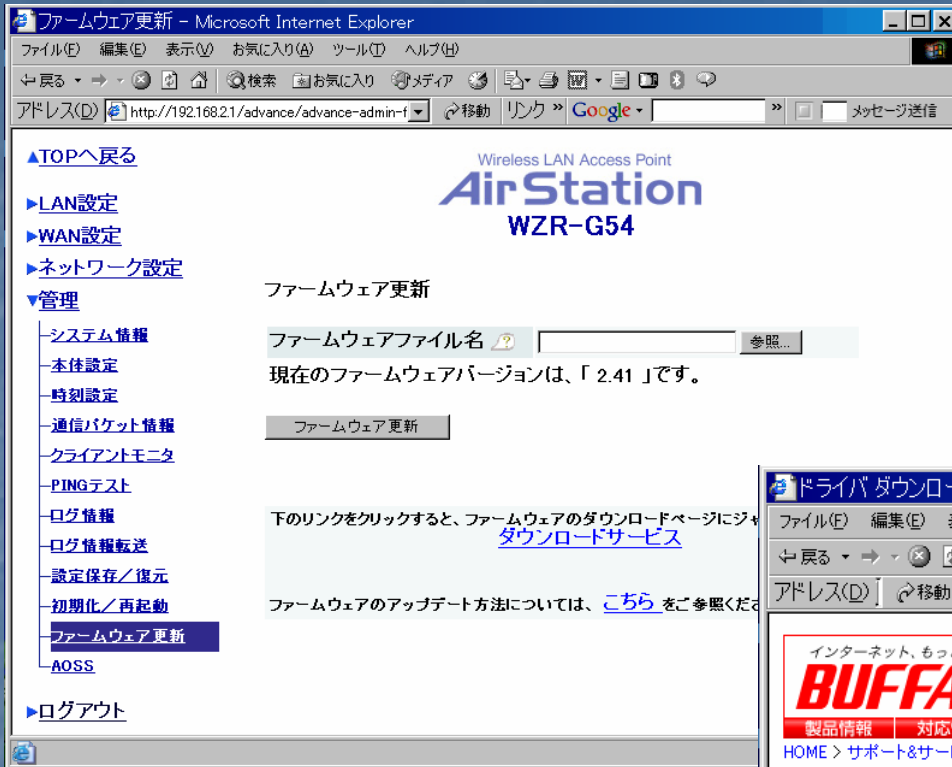 ファームウェア更新 - Microsoft Internet Explorer
ファイル(F) 編集(E) 表示(V) お気に入り(A) ツール(T) ヘルプ(H)
戻る 検索 お気に入り メディア
アドレス(D) http://192.168.2.1/advance/advance-admin-f 移動 リンク » Google » メッセージ送信
▲TOPへ戻る
▶LAN設定
▶WAN設定
▶ネットワーク設定
▼管理
システム情報
本体設定
時刻設定
通信パケット情報
クライアントモニタ
PINGテスト
ログ情報
ログ情報転送
設定保存/復元
初期化/再起動
ファームウェア更新
AOSS
▶ログアウト
Wireless LAN Access Point
AirStation
WZR-G54
ファームウェア更新
ファームウェアファイル名 参照...
現在のファームウェアバージョンは、「 2.41 」です。
ファームウェア更新
下のリンクをクリックすると、ファームウェアのダウンロードページにジャ
ダウンロードサービス
ファームウェアのアップデート方法については、 こちら をご参照くださ
ドライバ ダウンロー
ファイル(F) 編集(E)
戻る
アドレス(D) 移動
インターネット、もっ
BUFFA
製品情報 対応
HOME > サポート&サー